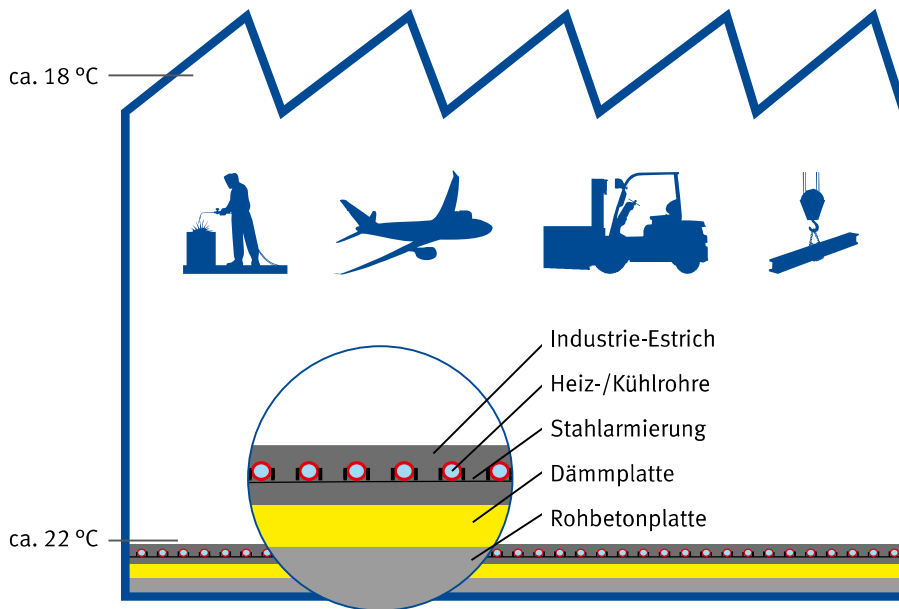 ca. 18 °C
Industrie-Estrich
Heiz-/Kühlrohre
Stahlarmierung
Dämmplatte
Rohbetonplatte
ca. 22 °C